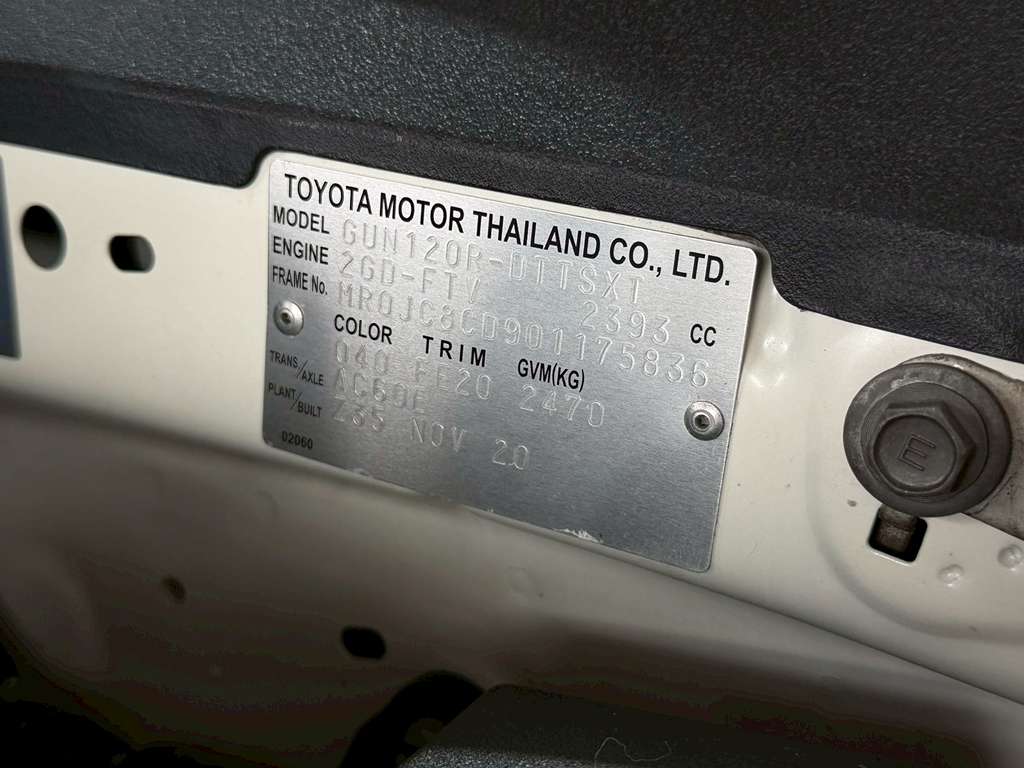 TOYOTA MOTOR THAILAND CO., LTD.
MODEL GUN120R-DTTSXT
ENGINE 2GD-FTV 2393 CC
FRAME No. MR0JC8CD901175836
COLOR TRIM GVM(KG)
040 FE20 2470
TRANS/AXLE AC60E
PLANT/BUILT Z35 NOV 20
02060
E